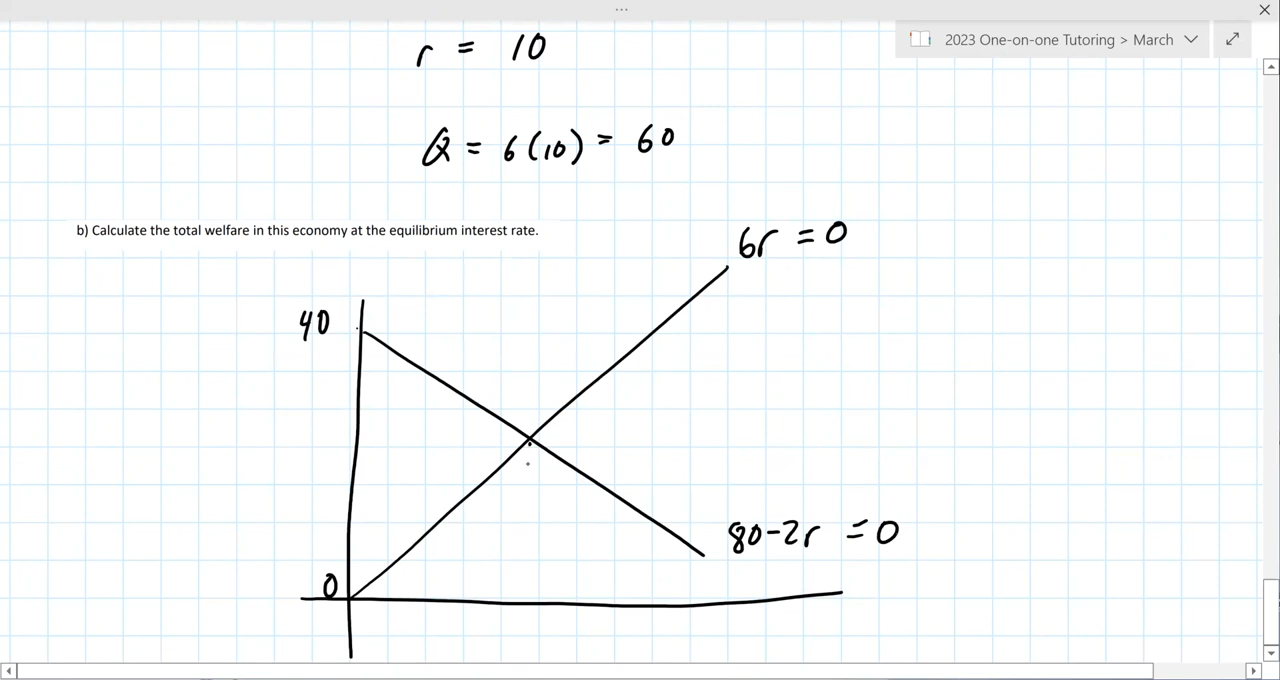 2023 One-on-one Tutoring > March
r = 10
Q = 6(10) = 60
b) Calculate the total welfare in this economy at the equilibrium interest rate.
6r = 0
40
80-2r = 0
0